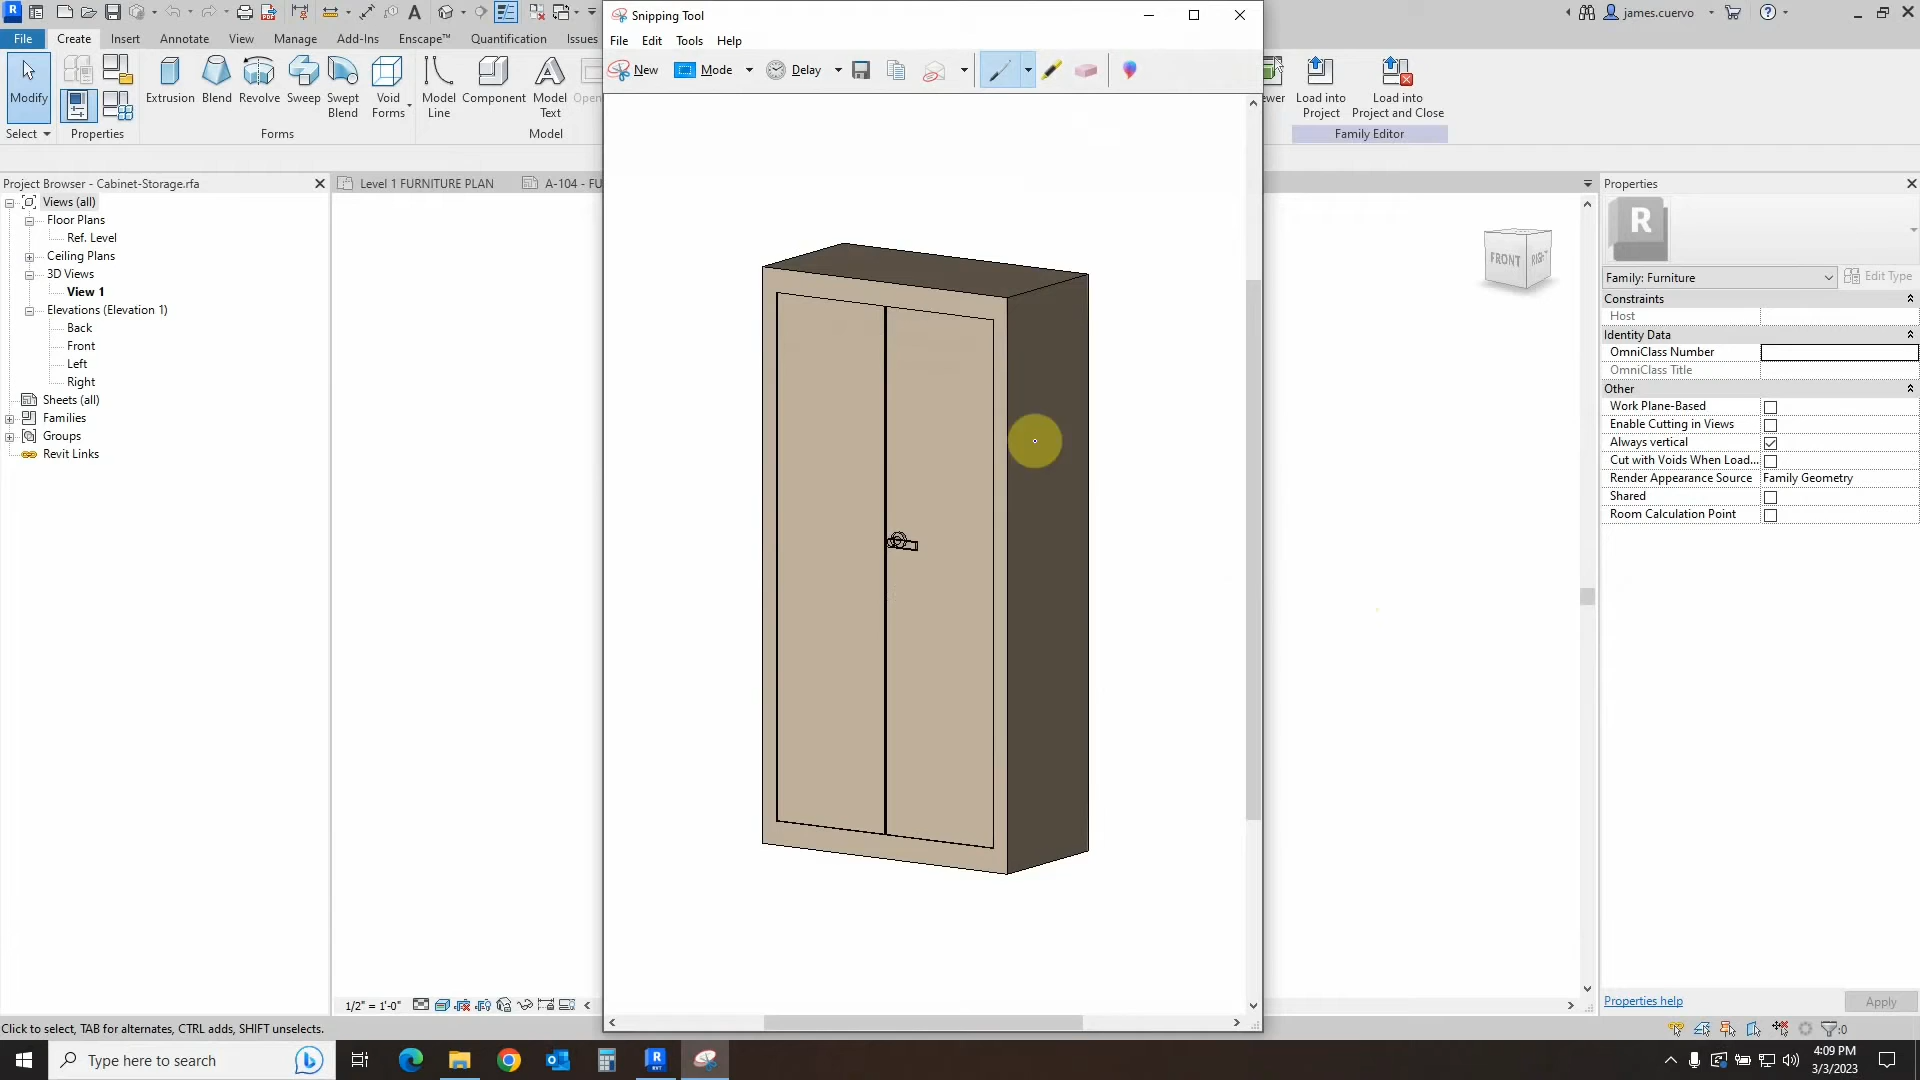 Snipping Tool
james.cuervo
File Create Insert Annotate View Manage Add-Ins Enscape™ Quantification Issues
File Edit Tools Help
New Mode Delay
Modify
Extrusion Blend Revolve Sweep Swept Blend Void Forms
Model Line Component Model Text
Load into Project Load into Project and Close
Select Properties Forms Model Family Editor
Project Browser - Cabinet-Storage.rfa
Level 1 FURNITURE PLAN A-104 - FU
Properties
Views (all)
Floor Plans
Ref. Level
Ceiling Plans
3D Views
View 1
Elevations (Elevation 1)
Back
Front
Left
Right
Sheets (all)
Families
Groups
Revit Links
FRONT RIGHT
R
Family: Furniture Edit Type
Constraints
Host
Identity Data
OmniClass Number
OmniClass Title
Other
Work Plane-Based
Enable Cutting in Views
Always vertical
Cut with Voids When Load...
Render Appearance Source Family Geometry
Shared
Room Calculation Point
Properties help Apply
1/2" = 1'-0"
Click to select, TAB for alternates, CTRL adds, SHIFT unselects.
:0
Type here to search
4:09 PM
3/3/2023